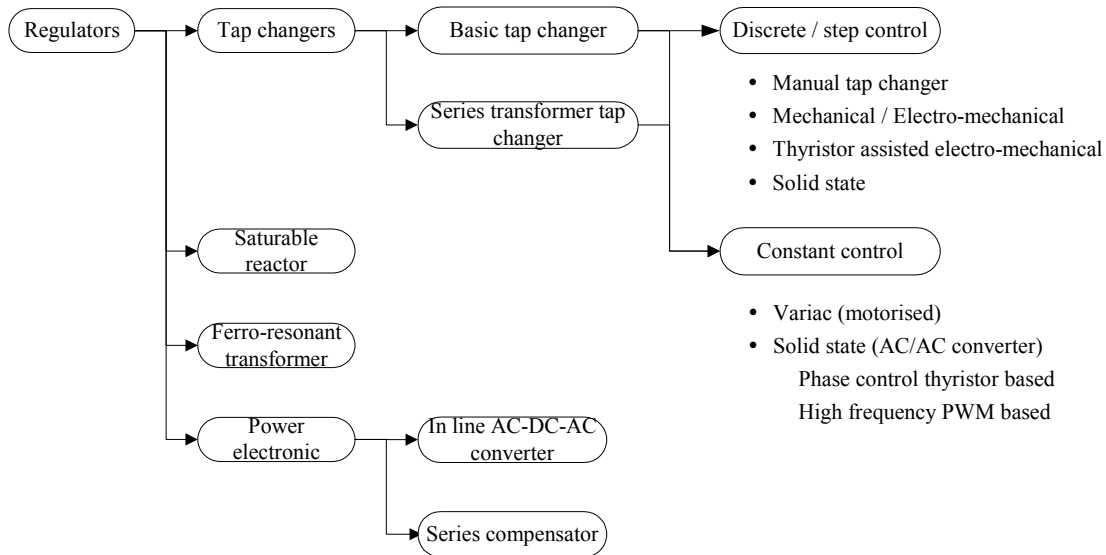 Regulators
Tap changers
Basic tap changer
Discrete / step control
• Manual tap changer
• Mechanical / Electro-mechanical
• Thyristor assisted electro-mechanical
• Solid state
Series transformer tap
changer
Saturable
reactor
Constant control
• Variac (motorised)
• Solid state (AC/AC converter)
Phase control thyristor based
High frequency PWM based
Ferro-resonant
transformer
Power
electronic
In line AC-DC-AC
converter
Series compensator